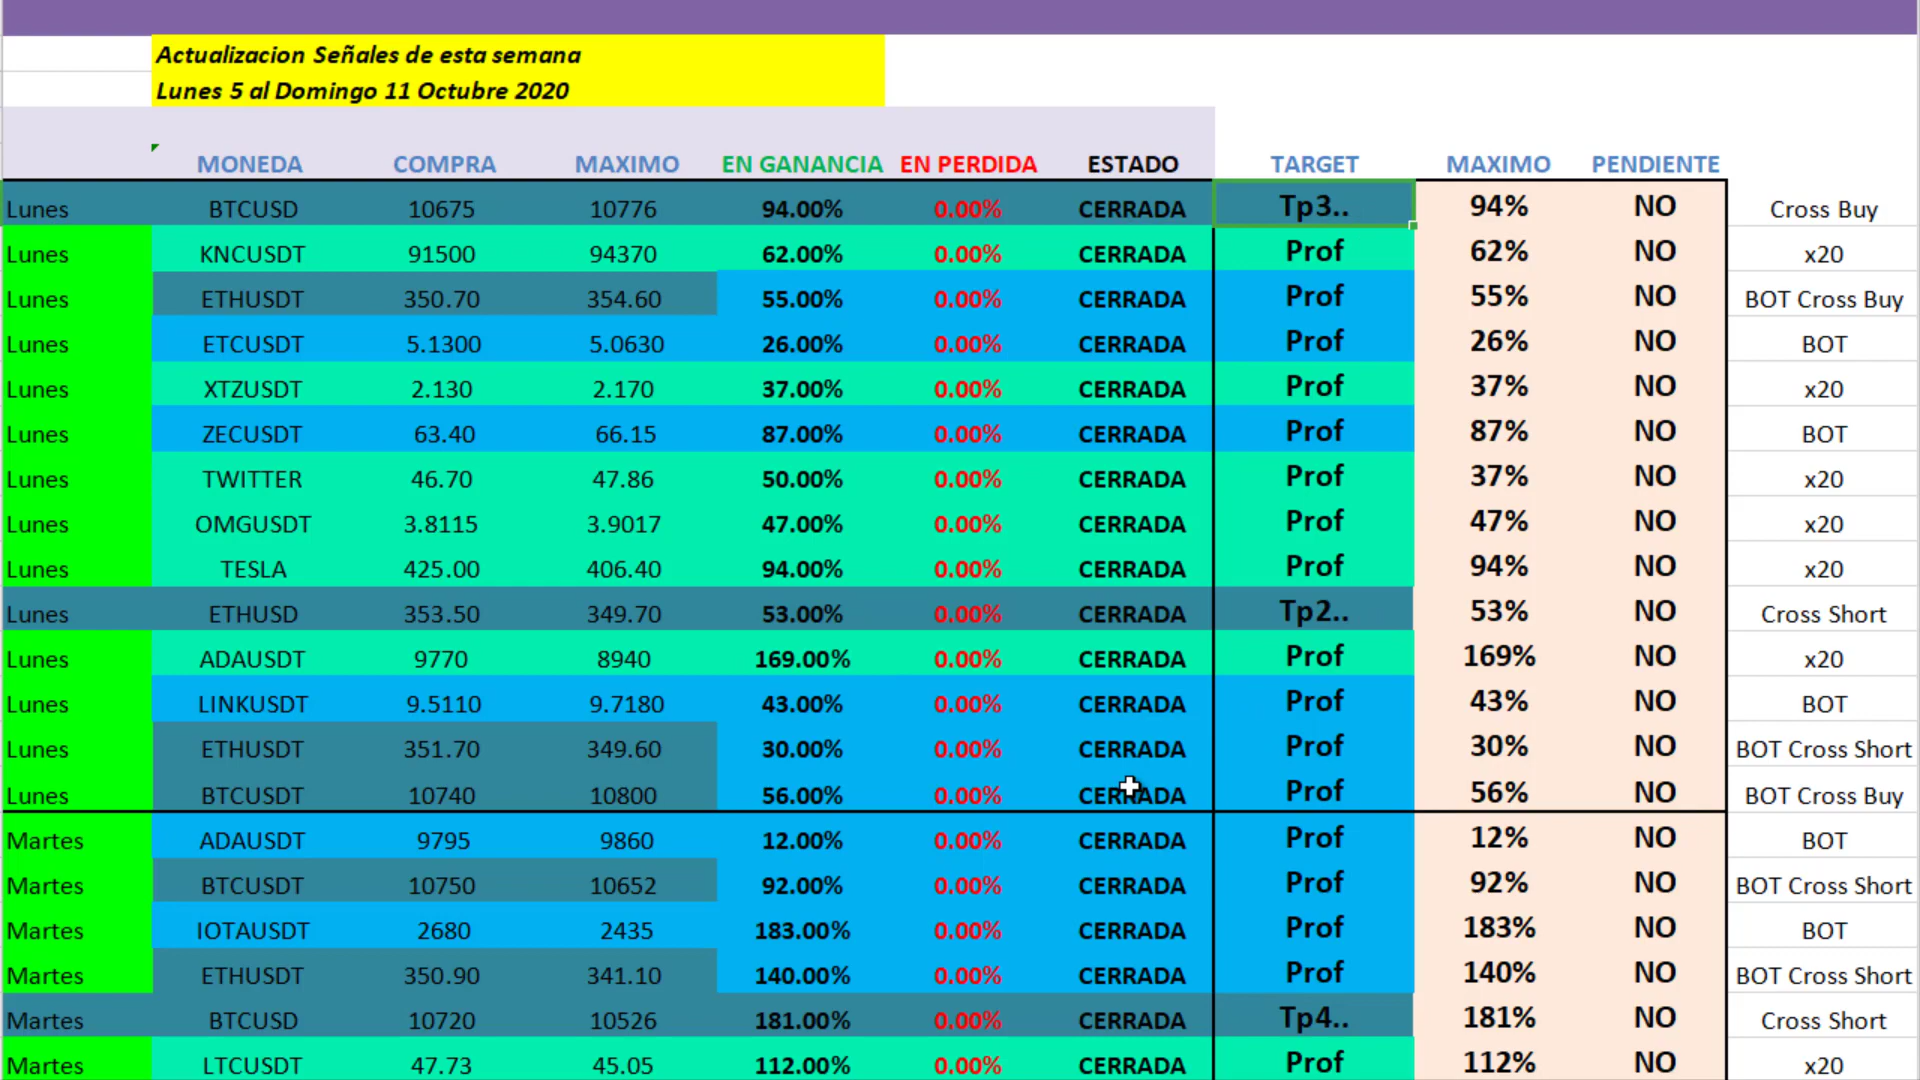 Actualizacion Señales de esta semana
Lunes 5 al Domingo 11 Octubre 2020
MONEDA COMPRA MAXIMO EN GANANCIA EN PERDIDA ESTADO TARGET MAXIMO PENDIENTE
Lunes BTCUSD 10675 10776 94.00% 0.00% CERRADA Tp3.. 94% NO Cross Buy
Lunes KNCUSDT 91500 94370 62.00% 0.00% CERRADA Prof 62% NO x20
Lunes ETHUSDT 350.70 354.60 55.00% 0.00% CERRADA Prof 55% NO BOT Cross Buy
Lunes ETCUSDT 5.1300 5.0630 26.00% 0.00% CERRADA Prof 26% NO BOT
Lunes XTZUSDT 2.130 2.170 37.00% 0.00% CERRADA Prof 37% NO x20
Lunes ZECUSDT 63.40 66.15 87.00% 0.00% CERRADA Prof 87% NO BOT
Lunes TWITTER 46.70 47.86 50.00% 0.00% CERRADA Prof 37% NO x20
Lunes OMGUSDT 3.8115 3.9017 47.00% 0.00% CERRADA Prof 47% NO x20
Lunes TESLA 425.00 406.40 94.00% 0.00% CERRADA Prof 94% NO x20
Lunes ETHUSD 353.50 349.70 53.00% 0.00% CERRADA Tp2.. 53% NO Cross Short
Lunes ADAUSDT 9770 8940 169.00% 0.00% CERRADA Prof 169% NO x20
Lunes LINKUSDT 9.5110 9.7180 43.00% 0.00% CERRADA Prof 43% NO BOT
Lunes ETHUSDT 351.70 349.60 30.00% 0.00% CERRADA Prof 30% NO BOT Cross Short
Lunes BTCUSDT 10740 10800 56.00% 0.00% CERRADA Prof 56% NO BOT Cross Buy
Martes ADAUSDT 9795 9860 12.00% 0.00% CERRADA Prof 12% NO BOT
Martes BTCUSDT 10750 10652 92.00% 0.00% CERRADA Prof 92% NO BOT Cross Short
Martes IOTAUSDT 2680 2435 183.00% 0.00% CERRADA Prof 183% NO BOT
Martes ETHUSDT 350.90 341.10 140.00% 0.00% CERRADA Prof 140% NO BOT Cross Short
Martes BTCUSD 10720 10526 181.00% 0.00% CERRADA Tp4.. 181% NO Cross Short
Martes LTCUSDT 47.73 45.05 112.00% 0.00% CERRADA Prof 112% NO x20